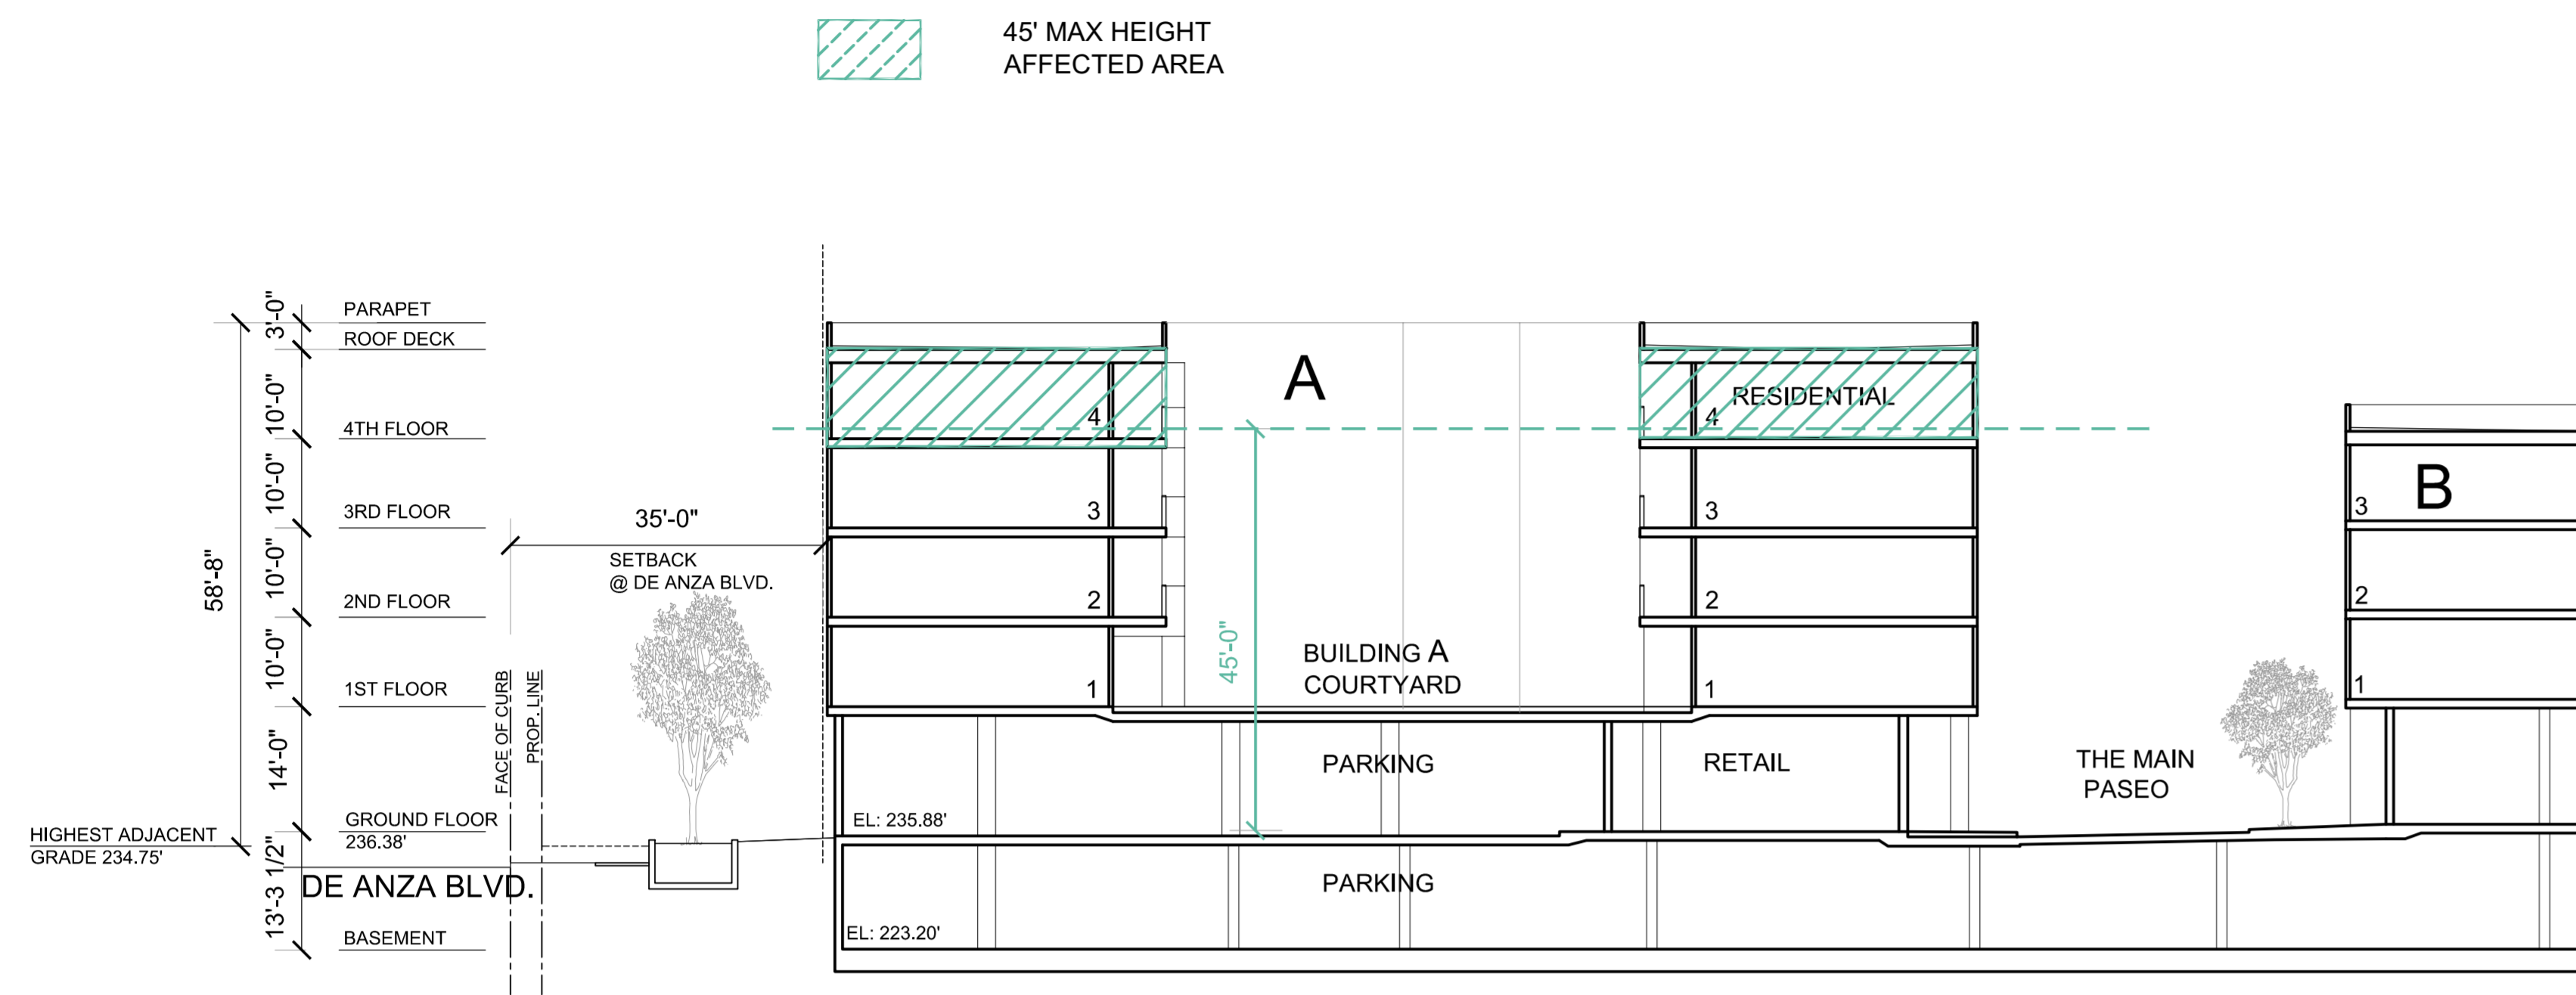 45' MAX HEIGHT
AFFECTED AREA
3'-0"
PARAPET
ROOF DECK
A
10'-0"
4TH FLOOR
4
4
RESIDENTIAL
10'-0"
3RD FLOOR
3
3
3
B
35'-0"
SETBACK
@ DE ANZA BLVD.
58'-8"
10'-0"
2ND FLOOR
2
2
2
10'-0"
1ST FLOOR
1
1
1
45'-0"
BUILDING A
COURTYARD
FACE OF CURB
PROP. LINE
14'-0"
PARKING
RETAIL
THE MAIN
PASEO
GROUND FLOOR
236.38'
EL: 235.88'
HIGHEST ADJACENT
GRADE 234.75'
13'-3 1/2"
DE ANZA BLVD.
PARKING
BASEMENT
EL: 223.20'